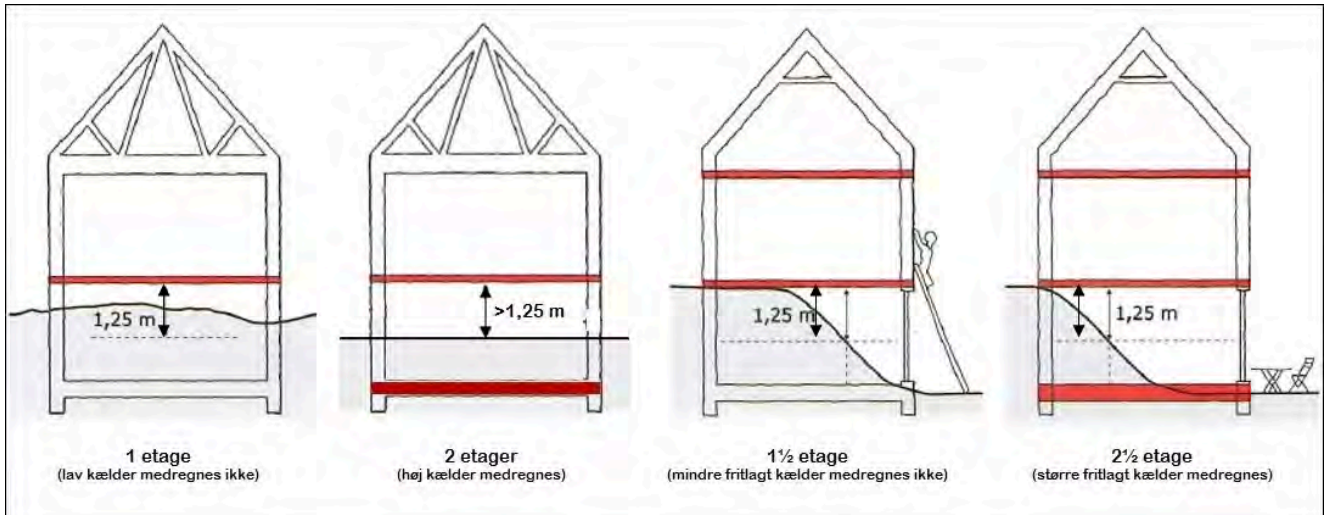 1,25 m
>1,25 m
1,25 m
1,25 m
1 etage
(lav kælder medregnes ikke)
2 etager
(høj kælder medregnes)
1½ etage
(mindre fritlagt kælder medregnes ikke)
2½ etage
(større fritlagt kælder medregnes)